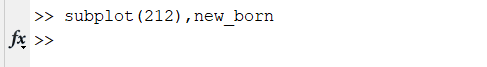 >> subplot(212),new_born
fx >>